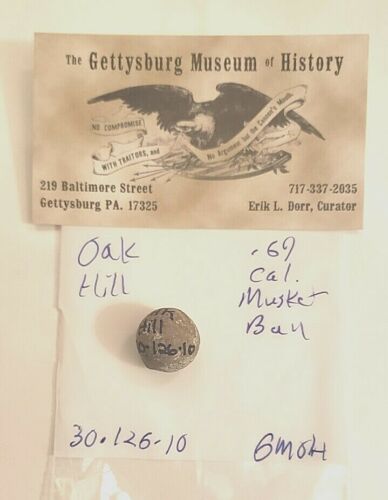 The Gettysburg Museum of History
NO COMPROMISE
WITH TRAITORS, and
No Argument but the Cannon's Mouth
219 Baltimore Street
Gettysburg PA. 17325
717-337-2035
Erik L. Dorr, Curator
Oak
Hill
.69
Cal.
Musket
Ball
Hill
30-126-10
30.126-10
GMOH